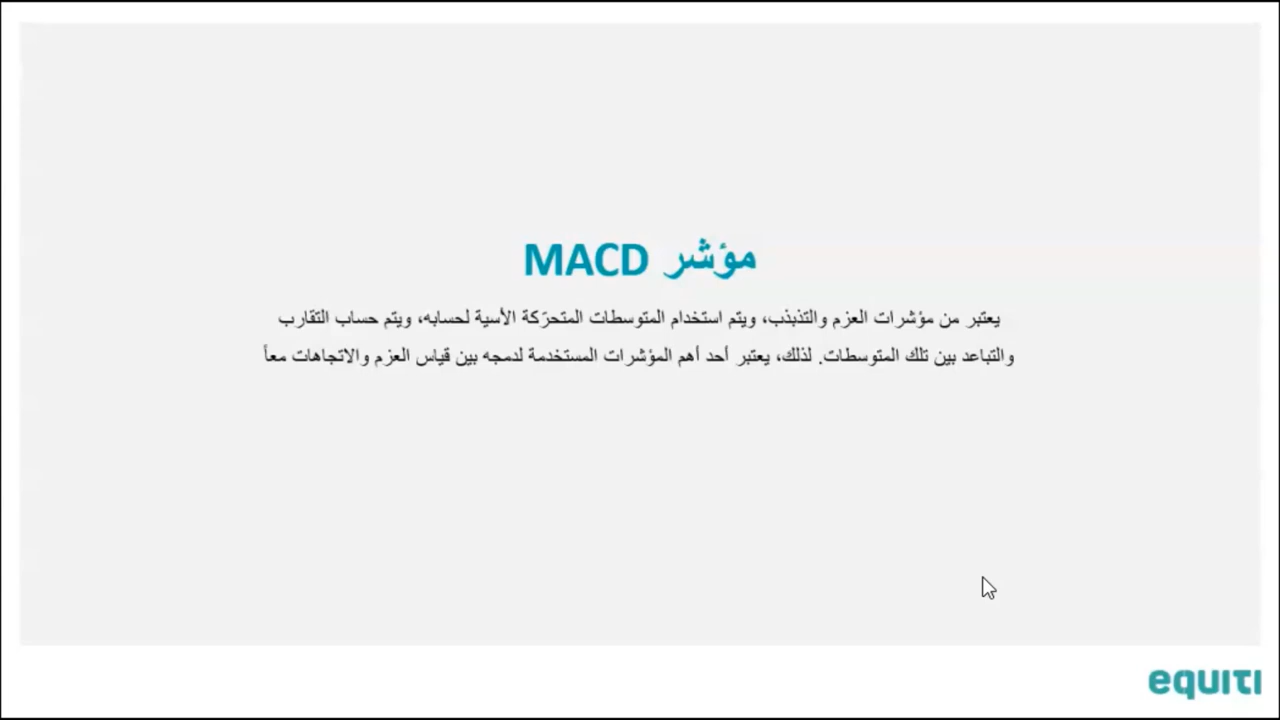 مؤشر MACD
يعتبر من مؤشرات العزم والتذبذب، ويتم استخدام المتوسطات المتحرّكة الأسية لحسابه، ويتم حساب التقارب
والتباعد بين تلك المتوسطات. لذلك، يعتبر أحد أهم المؤشرات المستخدمة لدمجه بين قياس العزم والاتجاهات معاً
equiti